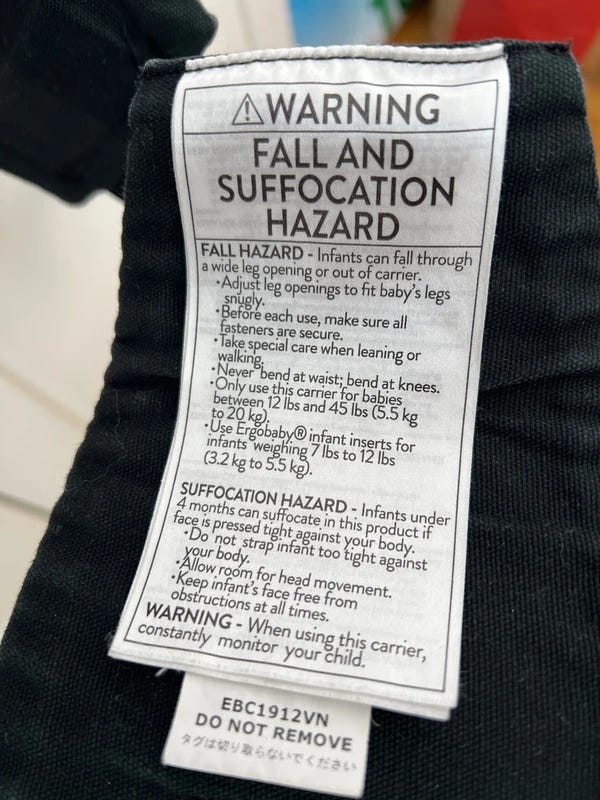 ⚠WARNING
FALL AND
SUFFOCATION
HAZARD
FALL HAZARD - Infants can fall through
a wide leg opening or out of carrier.
•Adjust leg openings to fit baby's legs
snugly.
•Before each use, make sure all
fasteners are secure.
•Take special care when leaning or
walking.
•Never bend at waist; bend at knees.
•Only use this carrier for babies
between 12 lbs and 45 lbs (5.5 kg
to 20 kg).
•Use Ergobaby® infant inserts for
infants weighing 7 lbs to 12 lbs
(3.2 kg to 5.5 kg).
SUFFOCATION HAZARD - Infants under
4 months can suffocate in this product if
face is pressed tight against your body.
•Do not strap infant too tight against
your body.
•Allow room for head movement.
•Keep infant's face free from
obstructions at all times.
WARNING - When using this carrier,
constantly monitor your child.
EBC1912VN
DO NOT REMOVE
タグは切り取らないでください